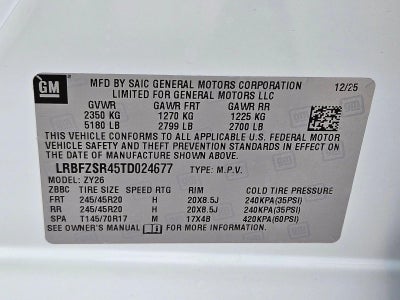 GM
MFD BY SAIC GENERAL MOTORS CORPORATION
LIMITED FOR GENERAL MOTORS LLC
12/25
GVWR GAWR FRT GAWR RR
2350 KG 1270 KG 1225 KG
5180 LB 2799 LB 2700 LB
THIS VEHICLE CONFORMS TO ALL APPLICABLE U.S. FEDERAL MOTOR
VEHICLE SAFETY AND THEFT PREVENTION STANDARDS IN EFFECT ON
THE DATE OF MANUFACTURE SHOWN ABOVE.
LRBFZSR45TD024677 TYPE: M.P.V.
MODEL: ZY26
ZBBC TIRE SIZE SPEED RTG RIM COLD TIRE PRESSURE
FRT 245/45R20 H 20X8.5J 240KPA(35PSI)
RR 245/45R20 H 20X8.5J 240KPA(35PSI)
SPA T145/70R17 M 17X4B 420KPA(60PSI)
SEE OWNER'S MANUAL FOR MORE INFORMATION.